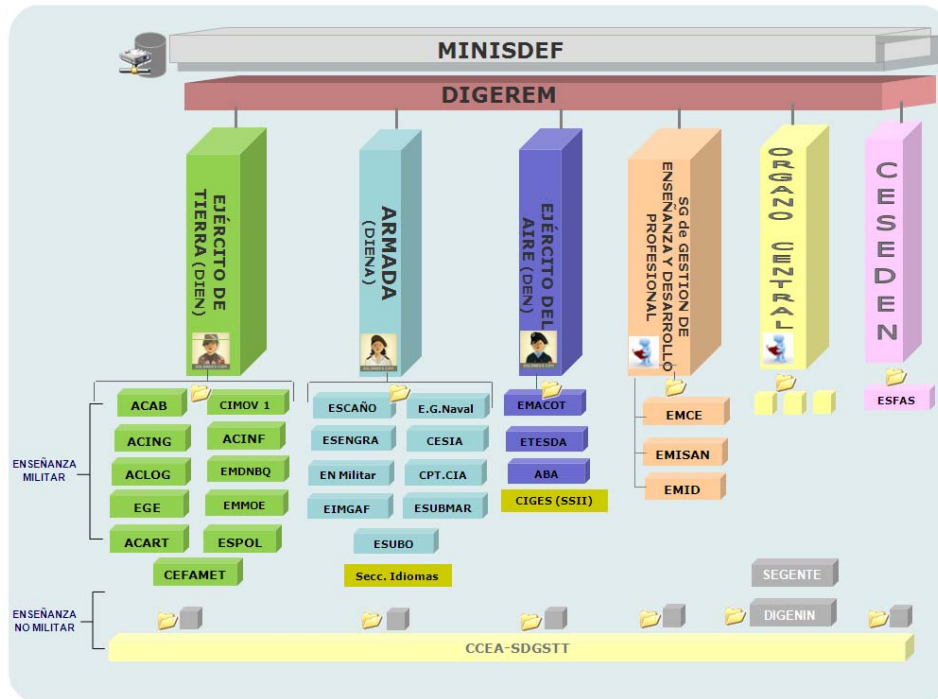 MINISDEF
DIGEREM
EJÉRCITO DE
TIERRA (DIEN)
ARMADA
(DIENA)
EJÉRCITO DEL
AIRE (DEN)
SG de GESTION DE
ENSEÑANZA Y DESARROLLO
PROFESIONAL
ORGANO CENTRAL
CESEDEN
ENSEÑANZA
MILITAR
ACAB
CIMOV 1
ACING
ACINF
ACLOG
EMDNBQ
EGE
EMMOE
ACART
ESPOL
CEFAMET
ESCAÑO
E.G.Naval
ESENGRA
CESIA
EN Militar
CPT.CIA
EIMGAF
ESUBMAR
ESUBO
Secc. Idiomas
EMACOT
ETESDA
ABA
CIGES (SSII)
EMCE
EMISAN
EMID
ESFAS
SEGENTE
DIGENIN
ENSEÑANZA
NO MILITAR
CCEA-SDGSTT